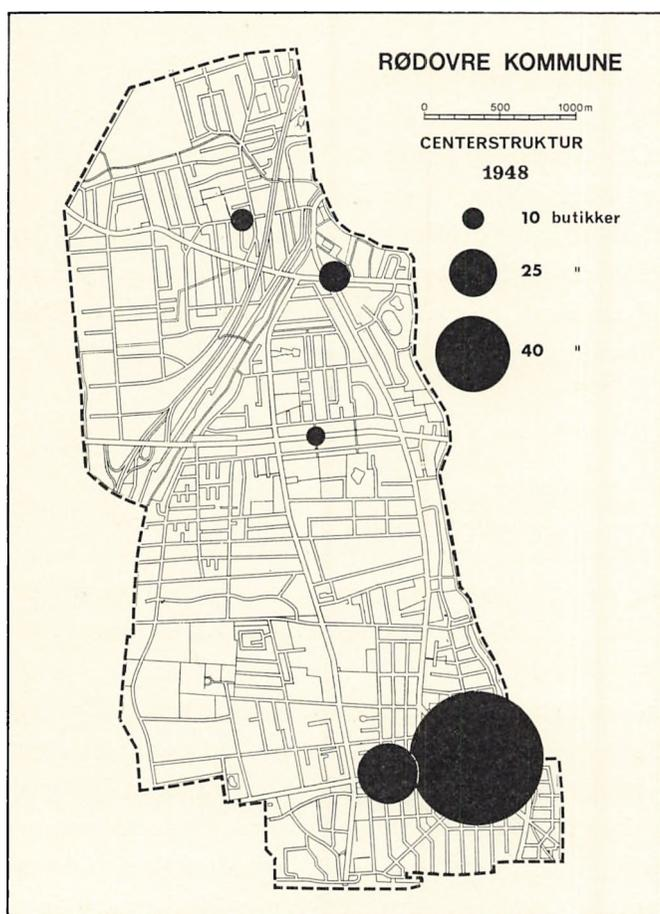 RØDOVRE KOMMUNE
0 500 1000m
CENTERSTRUKTUR
1948
10 butikker
25 "
40 "